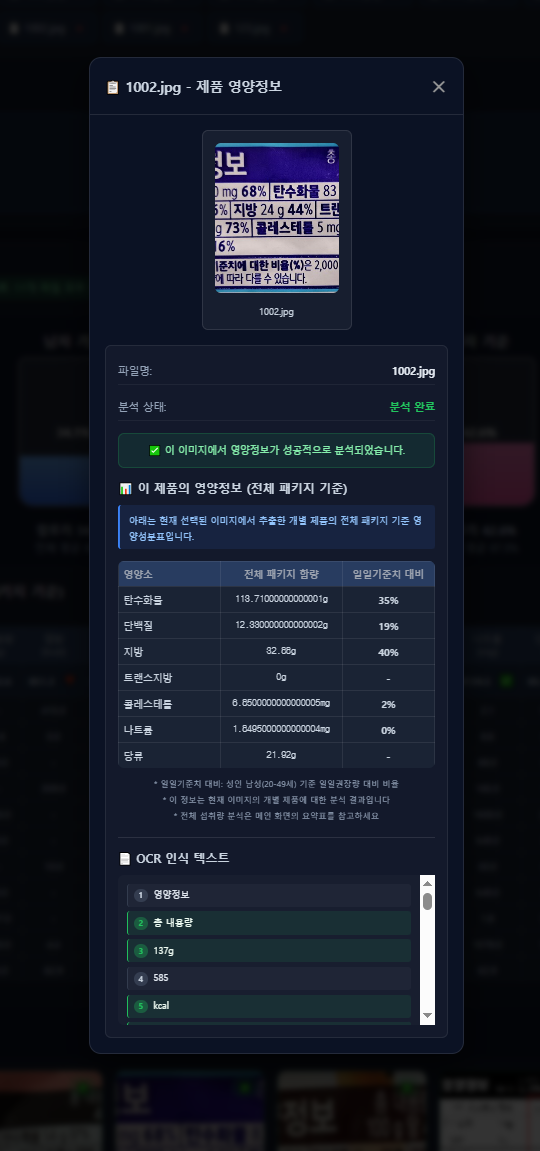 📋 1002.jpg - 제품 영양정보 ×
정보 총
0 mg 68% 탄수화물 83
6% 지방 24 g 44% 트랜
g 73% 콜레스테롤 5 mg
16%
기준치에 대한 비율(%)은 2,000
에 따라 다를 수 있습니다.
1002.jpg
파일명: 1002.jpg
분석 상태: 분석 완료
✅ 이 이미지에서 영양정보가 성공적으로 분석되었습니다.
📊 이 제품의 영양정보 (전체 패키지 기준)
아래는 현재 선택된 이미지에서 추출한 개별 제품의 전체 패키지 기준 영
양성분표입니다.
영양소 전체 패키지 함량 일일기준치 대비
탄수화물 113.71000000000001g 35%
단백질 12.330000000000002g 19%
지방 32.88g 40%
트랜스지방 0g -
콜레스테롤 6.8500000000000005mg 2%
나트륨 1.8495000000000004mg 0%
당류 21.92g -
* 일일기준치 대비: 성인 남성(20-49세) 기준 일일권장량 대비 비율
* 이 정보는 현재 이미지의 개별 제품에 대한 분석 결과입니다
* 전체 섭취량 분석은 메인 화면의 요약표를 참고하세요
📄 OCR 인식 텍스트
1 영양정보
2 총 내용량
3 137g
4 585
5 kcal